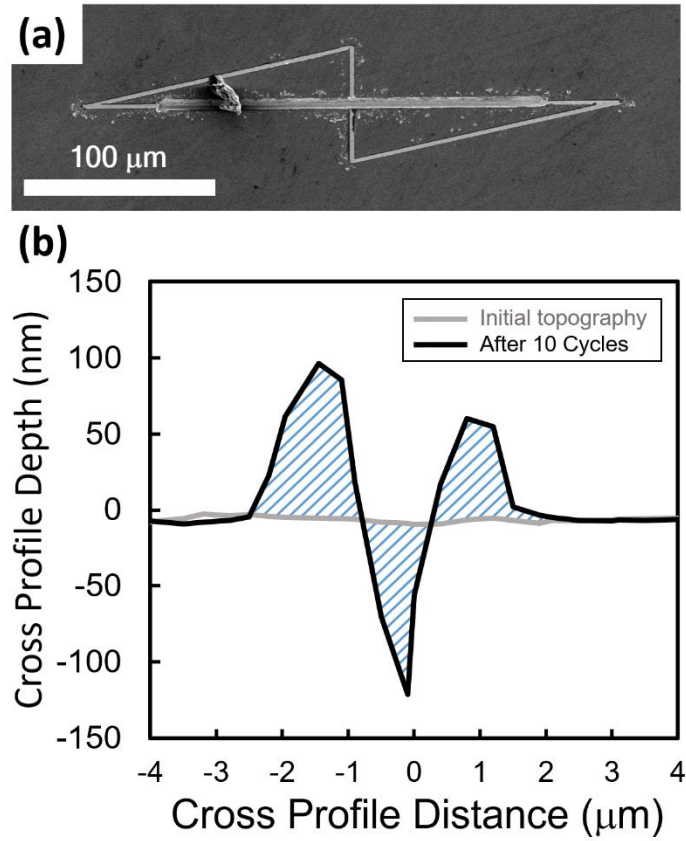 (a)
100 μm
(b)
Cross Profile Depth (nm)
150
100
50
0
-50
-100
-150
Initial topography
After 10 Cycles
-4 -3 -2 -1 0 1 2 3 4
Cross Profile Distance (μm)